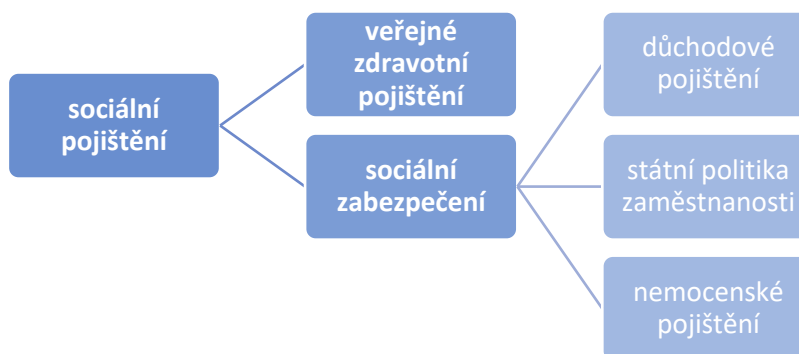 sociální
pojištění
veřejné
zdravotní
pojištění
sociální
zabezpečení
důchodové
pojištění
státní politika
zaměstnanosti
nemocenské
pojištění